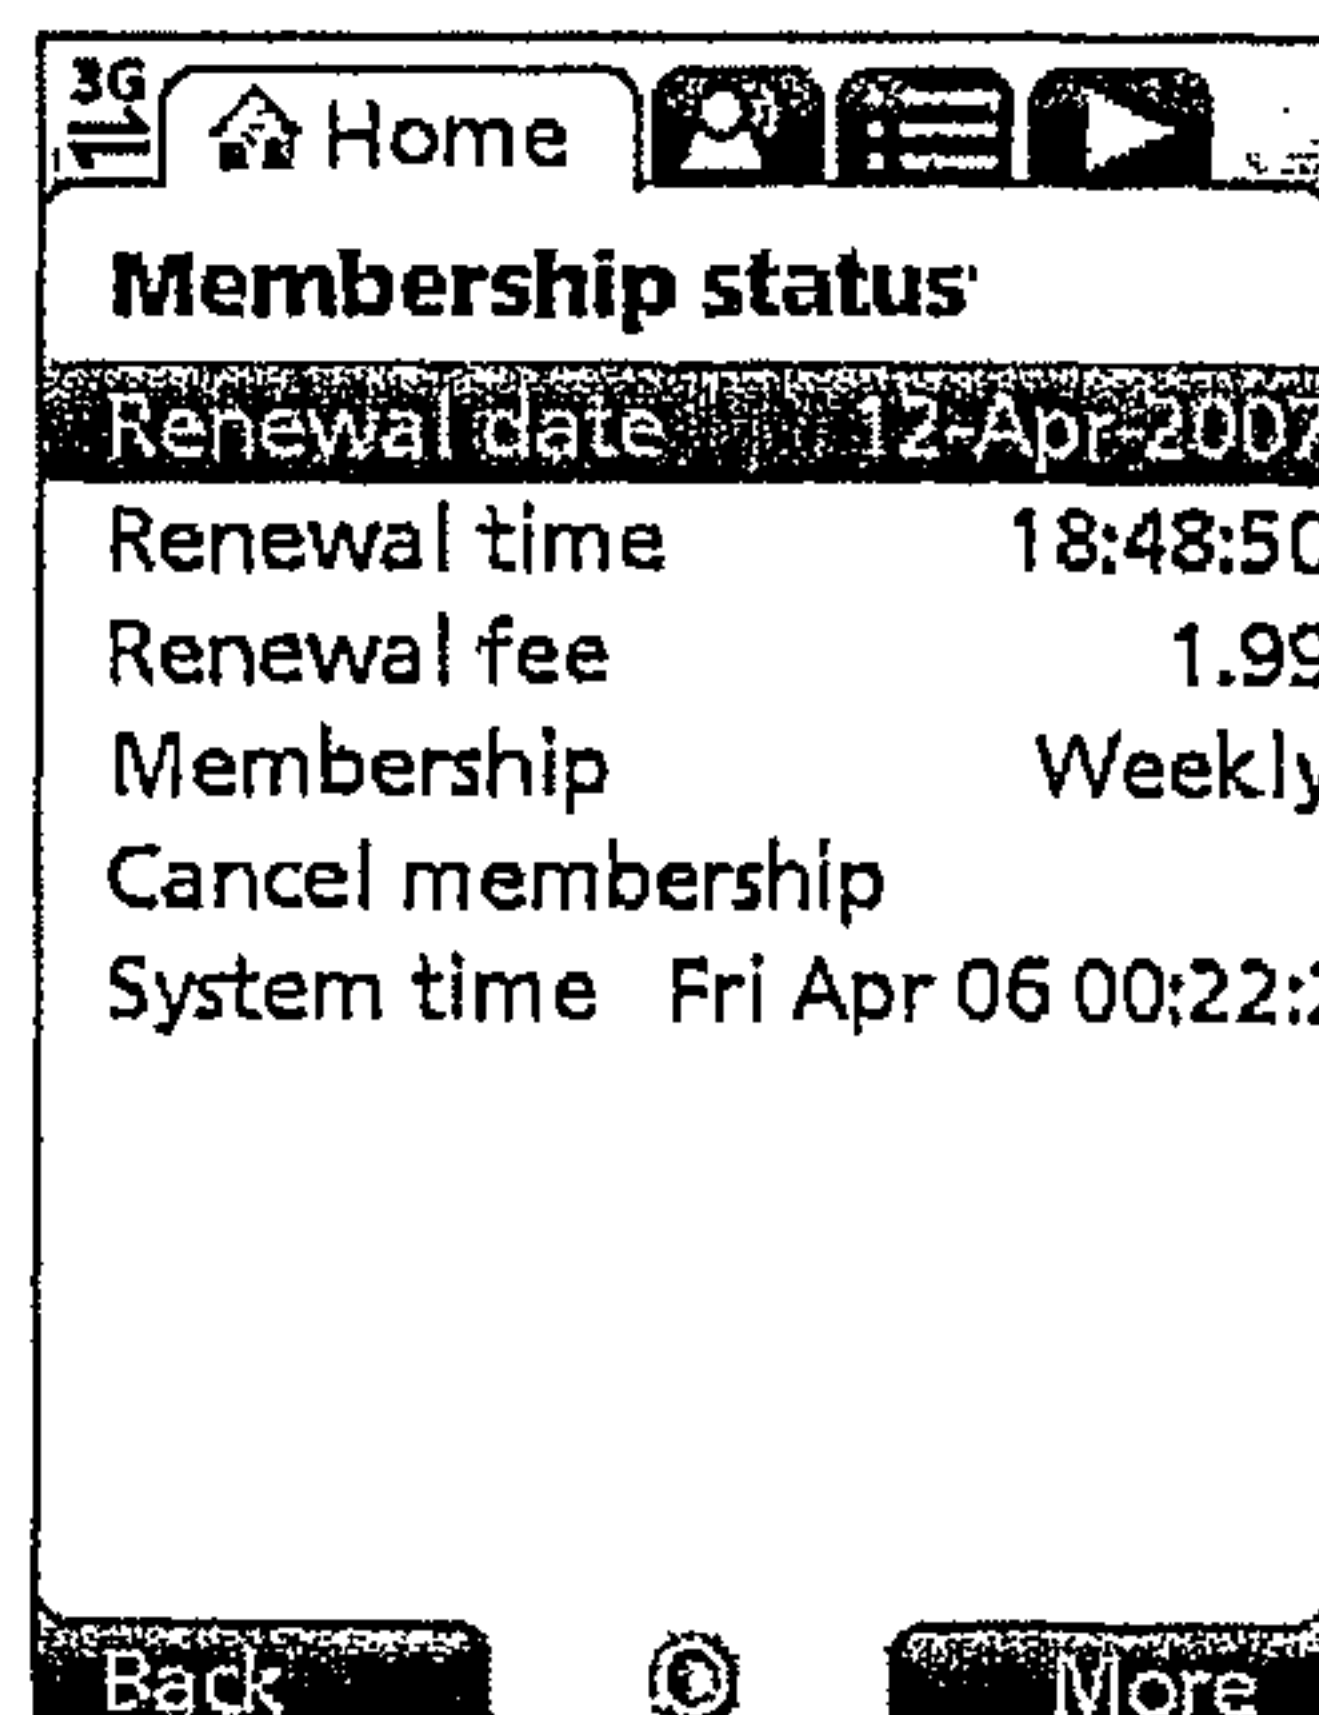 3G
Home
Membership status
Renewal date 12-Apr-2007
Renewal time 18:48:50
Renewal fee 1.99
Membership Weekly
Cancel membership
System time Fri Apr 06 00:22:2
Back More